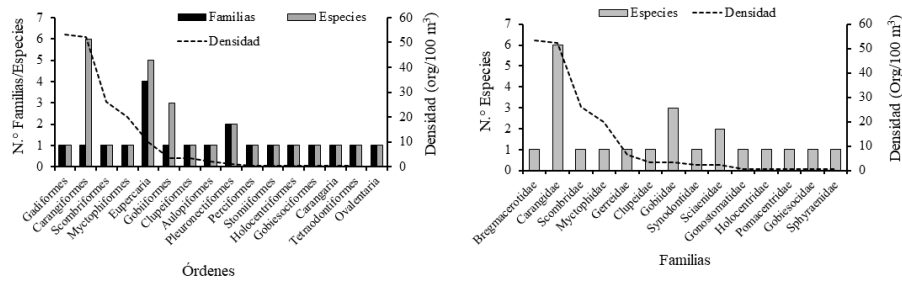 Familias
Especies
Densidad
N.° Familias/Especies
7
6
5
4
3
2
1
0
60
50
40
30
20
10
0
Densidad (org/100 m³)
Gadiformes
Carangiformes
Scombriformes
Myctophiformes
Eupercaria
Gobiiformes
Clupeiformes
Aulopiformes
Pleuronectiformes
Perciformes
Stomiiformes
Holocentriformes
Gobiesociformes
Carangaria
Tetraodontiformes
Ovalentaria
Órdenes
Especies
Densidad
N.° Especies
7
6
5
4
3
2
1
0
60
50
40
30
20
10
0
Densidad (Org/100 m³)
Bregmacerotidae
Carangidae
Scombridae
Myctophidae
Gerreidae
Clupeidae
Gobiidae
Synodontidae
Sciaenidae
Gonostomatidae
Holocentridae
Pomacentridae
Gobiesocidae
Sphyraenidae
Familias